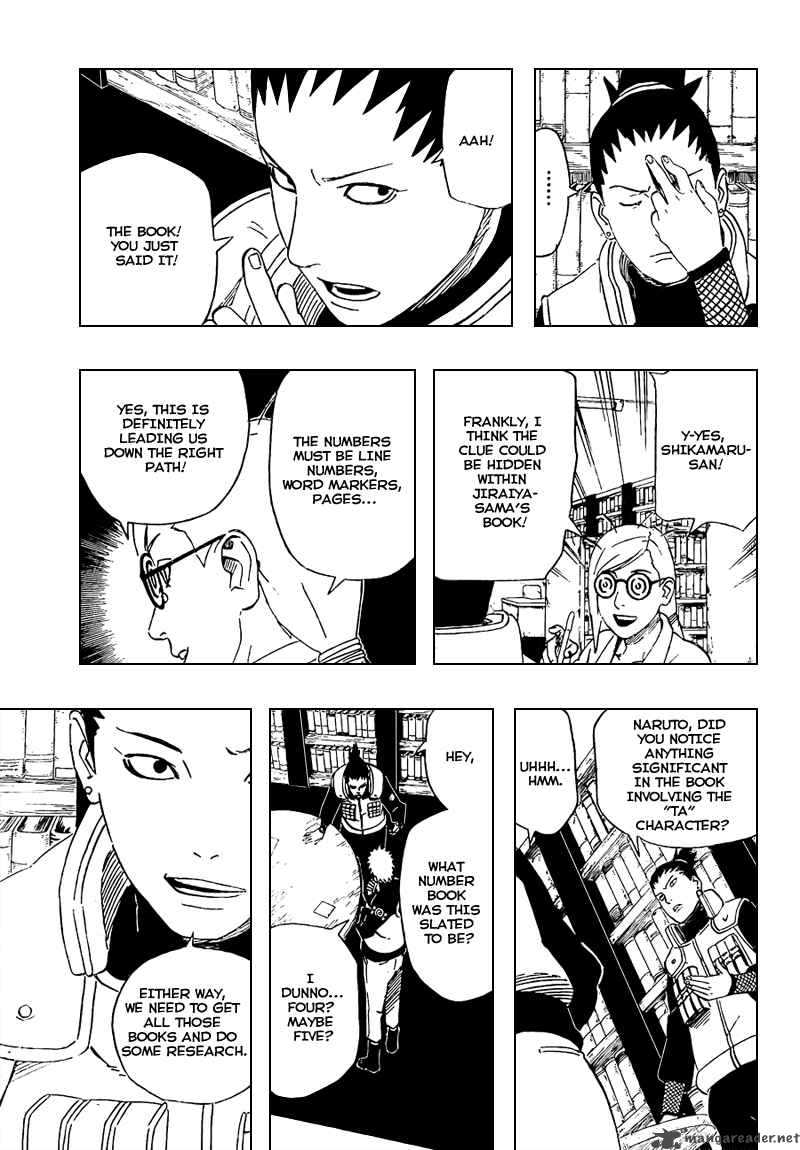 ......
AAH!
THE BOOK!
YOU JUST
SAID IT!
Y-YES,
SHIKAMARU-
SAN!
FRANKLY, I
THINK THE
CLUE COULD
BE HIDDEN
WITHIN
JIRAIYA-
SAMA'S
BOOK!
THE NUMBERS
MUST BE LINE
NUMBERS,
WORD MARKERS,
PAGES...
YES, THIS IS
DEFINITELY
LEADING US
DOWN THE RIGHT
PATH!
NARUTO, DID
YOU NOTICE
ANYTHING
SIGNIFICANT
IN THE BOOK
INVOLVING THE
"TA"
CHARACTER?
UHHH...
HMM.
HEY,
WHAT
NUMBER
BOOK
WAS THIS
SLATED
TO BE?
I
DUNNO...
FOUR?
MAYBE
FIVE?
EITHER WAY,
WE NEED TO GET
ALL THOSE
BOOKS AND DO
SOME RESEARCH.
mangareader.net